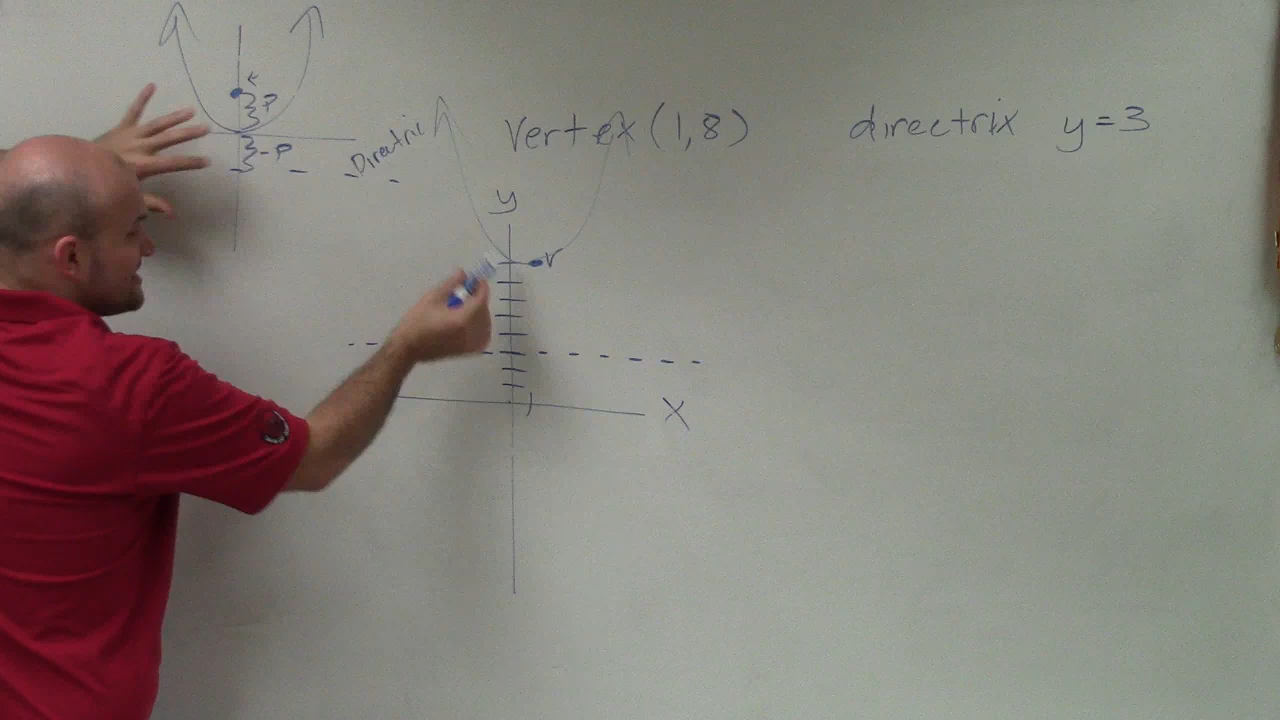 P
-P
Directrix
Vertex (1,8)
directrix y=3
y
V
1
X